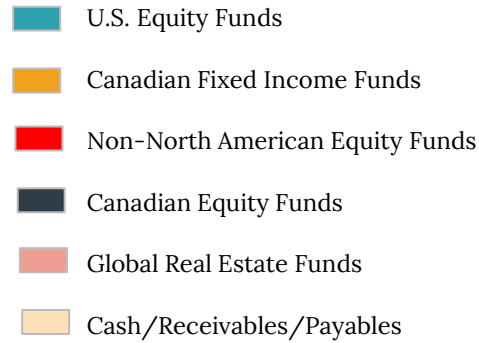 U.S. Equity Funds
Canadian Fixed Income Funds
Non-North American Equity Funds
Canadian Equity Funds
Global Real Estate Funds
Cash/Receivables/Payables